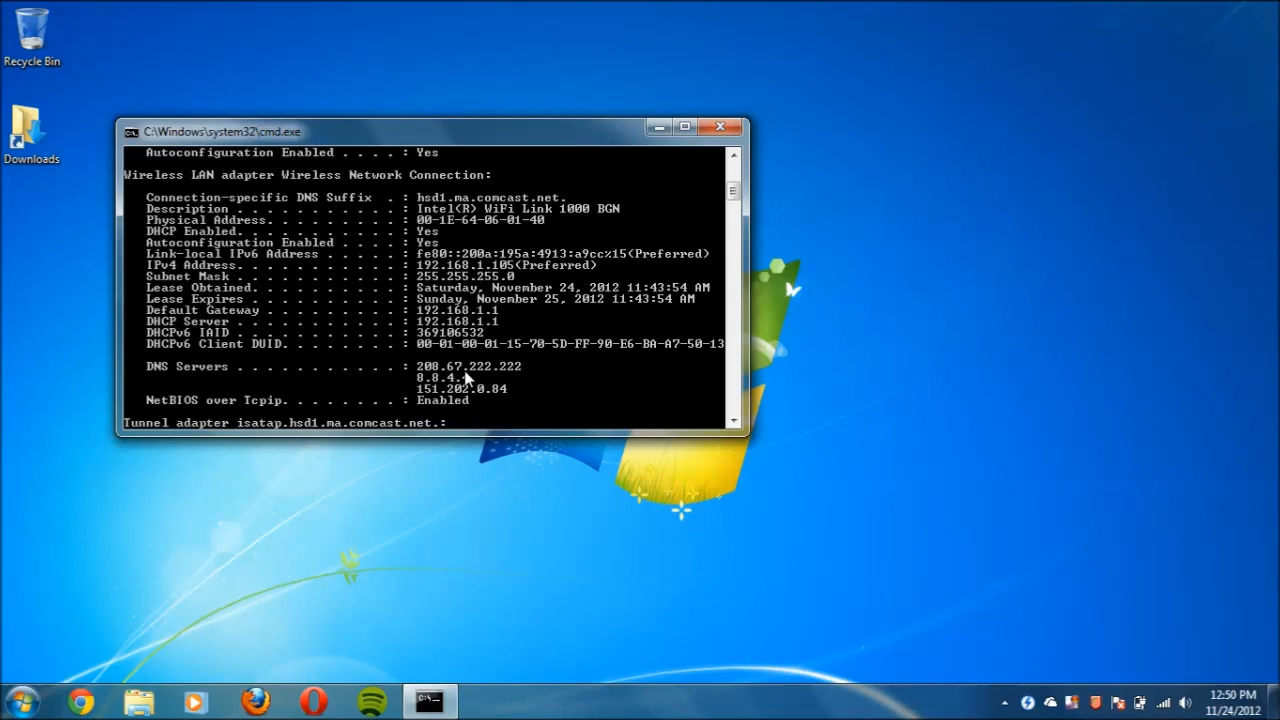 Recycle Bin
Downloads
C:\Windows\system32\cmd.exe
Autoconfiguration Enabled . . . . : Yes
Wireless LAN adapter Wireless Network Connection:
Connection-specific DNS Suffix  . : hsd1.ma.comcast.net.
Description . . . . . . . . . . . : Intel(R) WiFi Link 1000 BGN
Physical Address. . . . . . . . . : 00-1E-64-06-01-40
DHCP Enabled. . . . . . . . . . . : Yes
Autoconfiguration Enabled . . . . : Yes
Link-local IPv6 Address . . . . . : fe80::200a:195a:4913:a9cc%15(Preferred)
IPv4 Address. . . . . . . . . . . : 192.168.1.105(Preferred)
Subnet Mask . . . . . . . . . . . : 255.255.255.0
Lease Obtained. . . . . . . . . . : Saturday, November 24, 2012 11:43:54 AM
Lease Expires . . . . . . . . . . : Sunday, November 25, 2012 11:43:54 AM
Default Gateway . . . . . . . . . : 192.168.1.1
DHCP Server . . . . . . . . . . . : 192.168.1.1
DHCPv6 IAID . . . . . . . . . . . : 369106532
DHCPv6 Client DUID. . . . . . . . : 00-01-00-01-15-70-5D-FF-90-E6-BA-A7-50-13
DNS Servers . . . . . . . . . . . : 208.67.222.222
8.8.4.
151.202.0.84
NetBIOS over Tcpip. . . . . . . . : Enabled
Tunnel adapter isatap.hsd1.ma.comcast.net.:
12:50 PM
11/24/2012